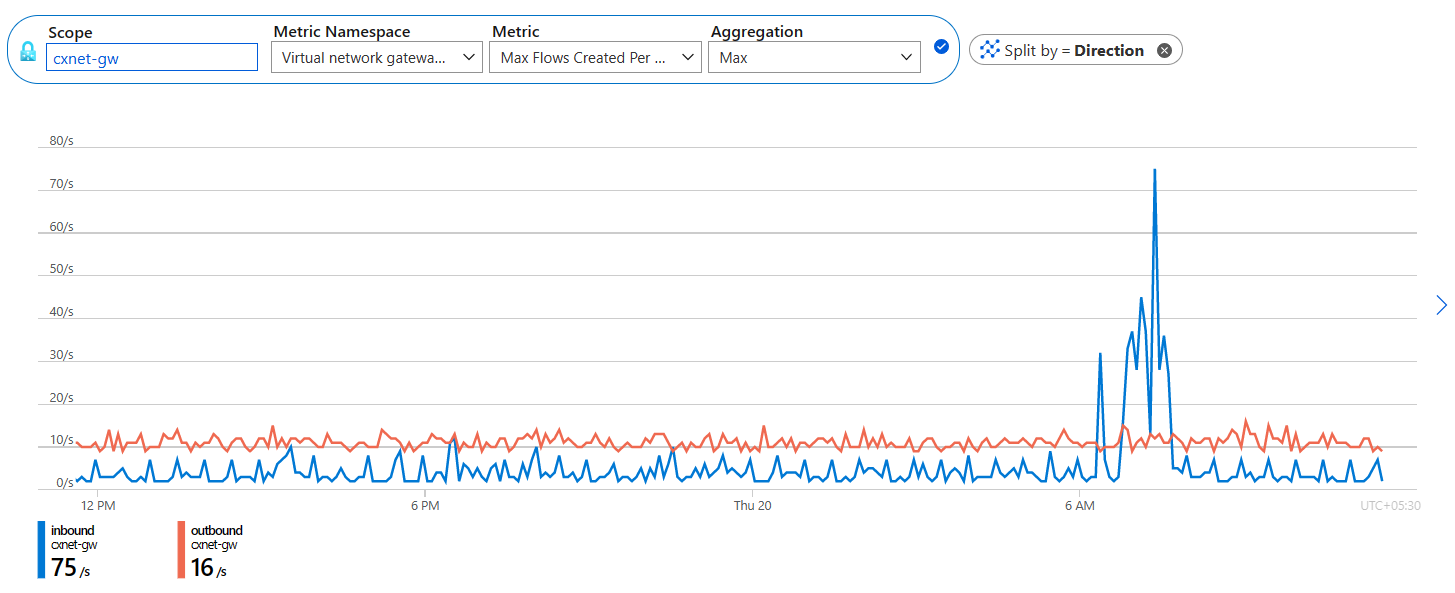 Scope
cxnet-gw
Metric Namespace
Virtual network gatewa...
Metric
Max Flows Created Per ...
Aggregation
Max
Split by = Direction
80/s
70/s
60/s
50/s
40/s
30/s
20/s
10/s
0/s
12 PM
6 PM
Thu 20
6 AM
UTC+05:30
inbound
cxnet-gw
75 /s
outbound
cxnet-gw
16 /s